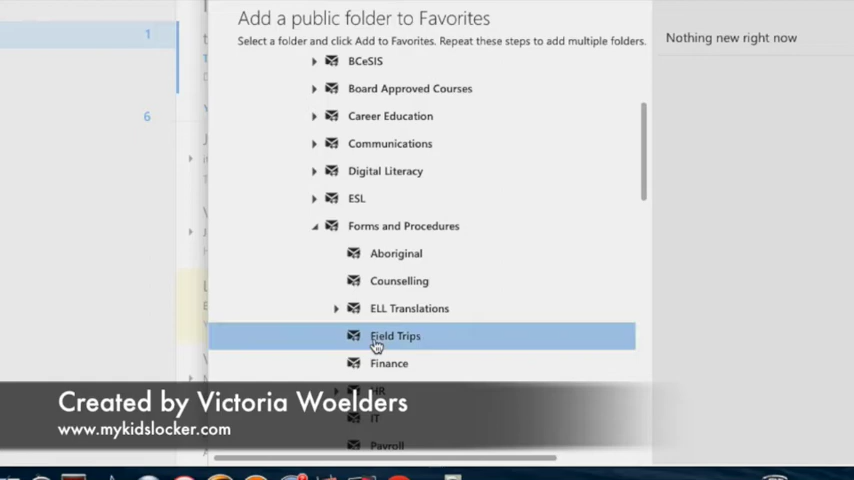 Add a public folder to Favorites
Select a folder and click Add to Favorites. Repeat these steps to add multiple folders.
Nothing new right now
1
6
BCeSIS
Board Approved Courses
Career Education
Communications
Digital Literacy
ESL
Forms and Procedures
Aboriginal
Counselling
ELL Translations
Field Trips
Finance
HR
IT
Payroll
Created by Victoria Woelders
www.mykidslocker.com